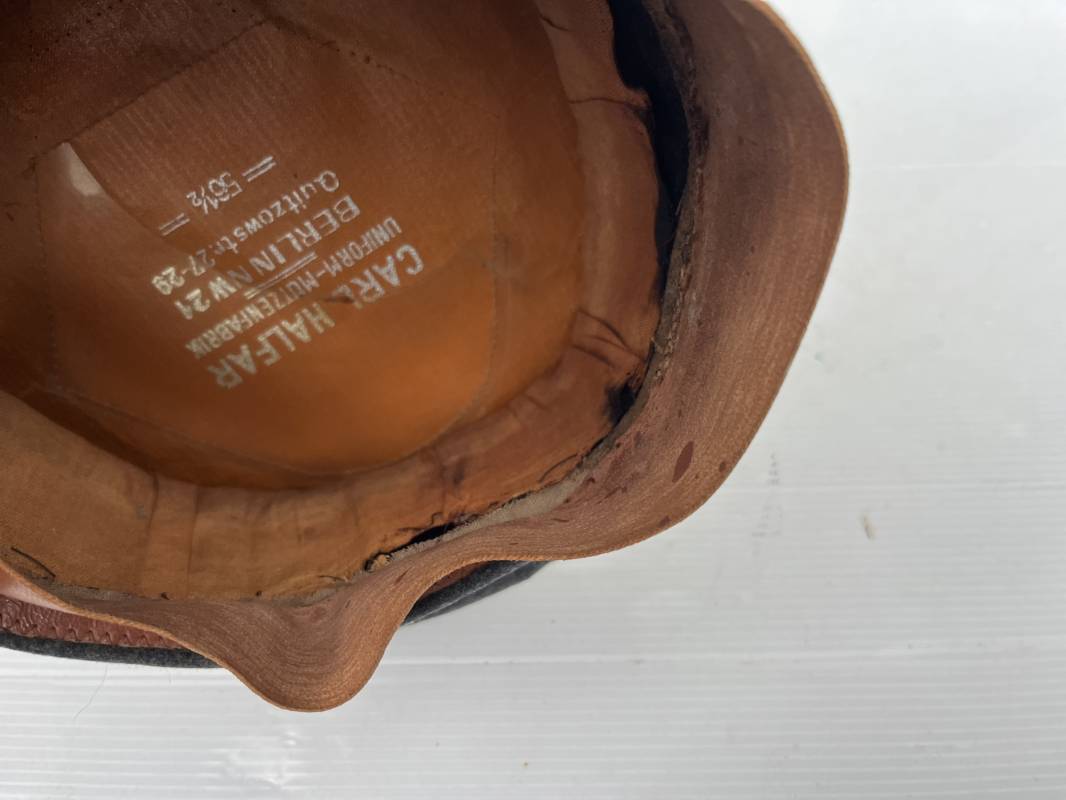 CARL HALFAR
UNIFORM-MÜTZENFABRIK
BERLIN NW 21
Quitzowstr. 27-29
= 56½ =